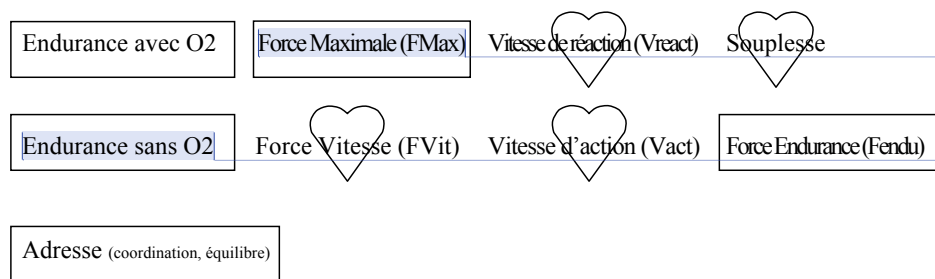 Endurance avec O2 Force Maximale (FMax) Vitesse de réaction (Vreact) Souplesse
Endurance sans O2 Force Vitesse (FVit) Vitesse d'action (Vact) Force Endurance (Fendu)
Adresse (coordination, équilibre)